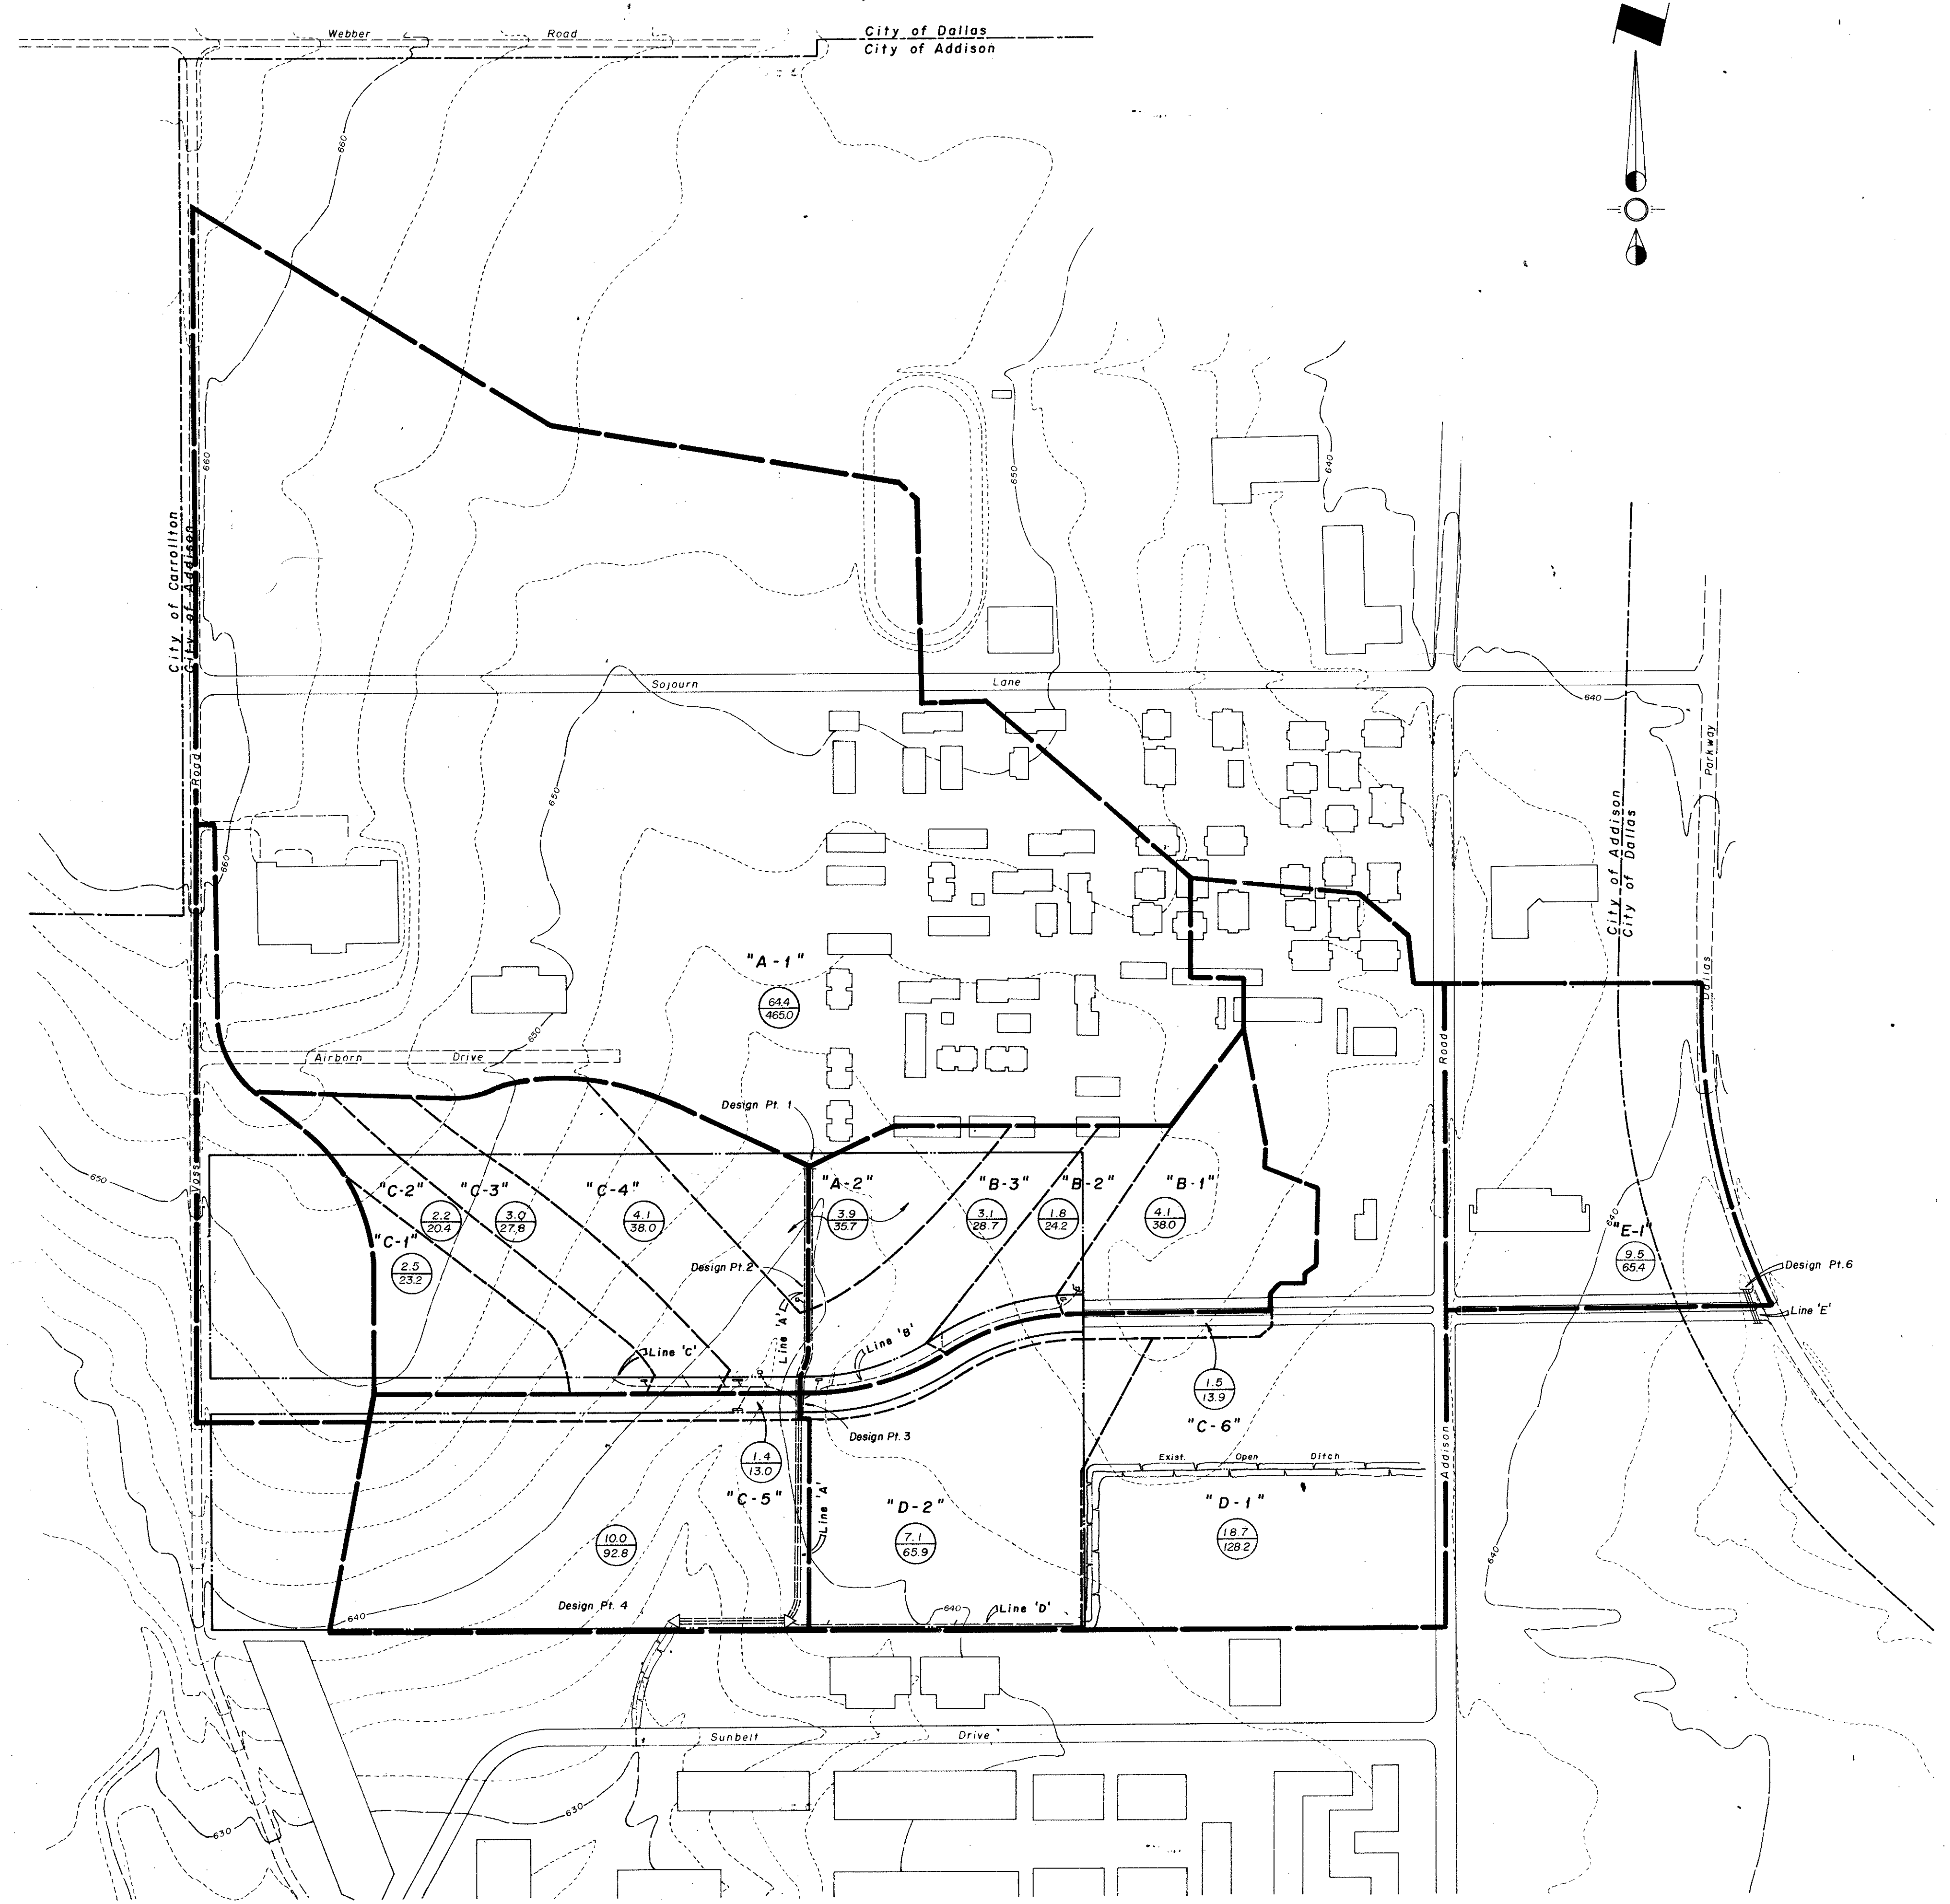 Webber Road
City of Dallas
City of Addison
660
660
650
640
City of Carrollton
City of Addison
Sojourn Lane
640
Parkway
Road
650
660
City of Addison
City of Dallas
"A-1"
64.4
465.0
Dallas
650
Airborn Drive
Road
Design Pt. 1
650
Voss
"C-2"
2.2
20.4
"C-3"
3.0
27.8
"C-4"
4.1
38.0
"A-2"
3.9
35.7
"B-3"
3.1
28.7
"B-2"
1.8
24.2
"B-1"
4.1
38.0
640
"E-1"
9.5
65.4
"C-1"
2.5
23.2
Design Pt.2
Design Pt.6
Line 'A'
Line 'B'
Line 'E'
Line 'C'
1.5
13.9
"C-6"
Design Pt. 3
1.4
13.0
"C-5"
Exist. Open Ditch
Addison
Line 'A'
"D-2"
7.1
65.9
"D-1"
18.7
128.2
10.0
92.8
640
640
Design Pt. 4
640
Line 'D'
Sunbelt Drive
630
630